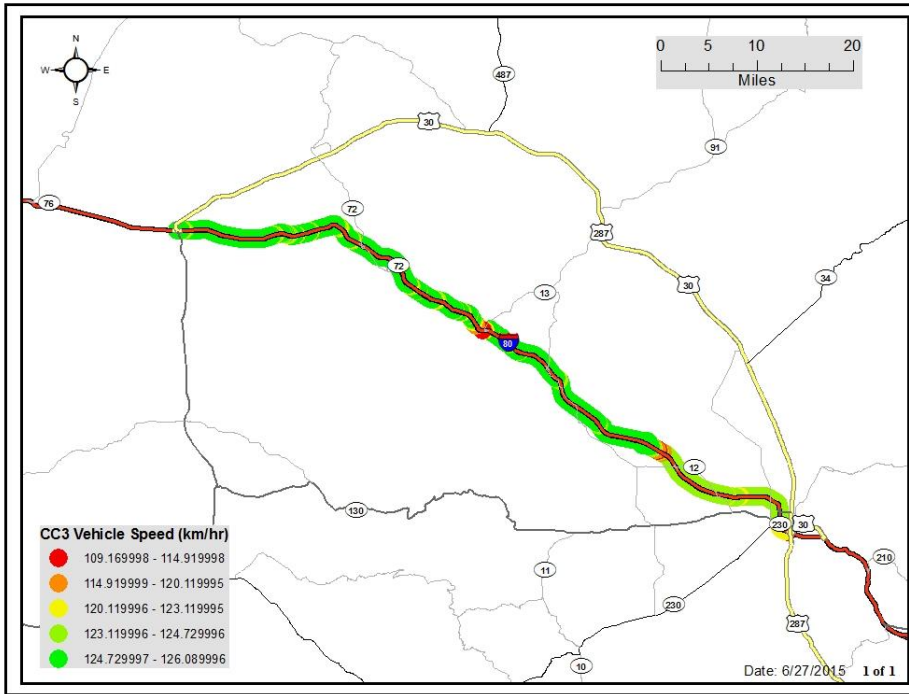 N
W E
S
0 5 10 20
Miles
487
30
91
76
72
287
72
34
30
13
80
12
230 30
130
210
11
230
287
10
CC3 Vehicle Speed (km/hr)
109.169998 - 114.919998
114.919999 - 120.119995
120.119996 - 123.119995
123.119996 - 124.729996
124.729997 - 126.089996
Date: 6/27/2015 1 of 1